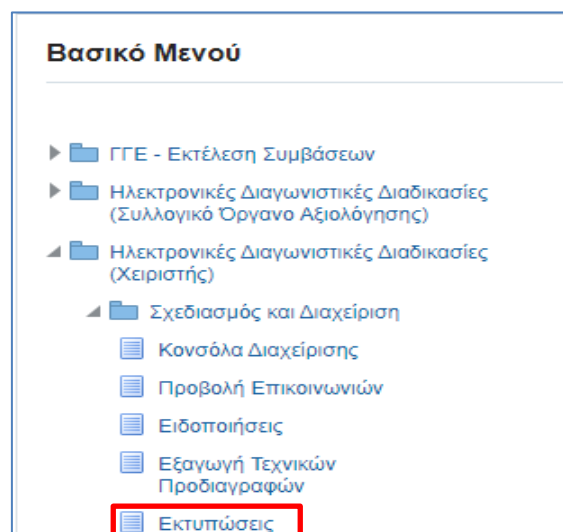 Βασικό Μενού
ΓΓΕ - Εκτέλεση Συμβάσεων
Ηλεκτρονικές Διαγωνιστικές Διαδικασίες
(Συλλογικό Όργανο Αξιολόγησης)
Ηλεκτρονικές Διαγωνιστικές Διαδικασίες
(Χειριστής)
Σχεδιασμός και Διαχείριση
Κονσόλα Διαχείρισης
Προβολή Επικοινωνιών
Ειδοποιήσεις
Εξαγωγή Τεχνικών
Προδιαγραφών
Εκτυπώσεις